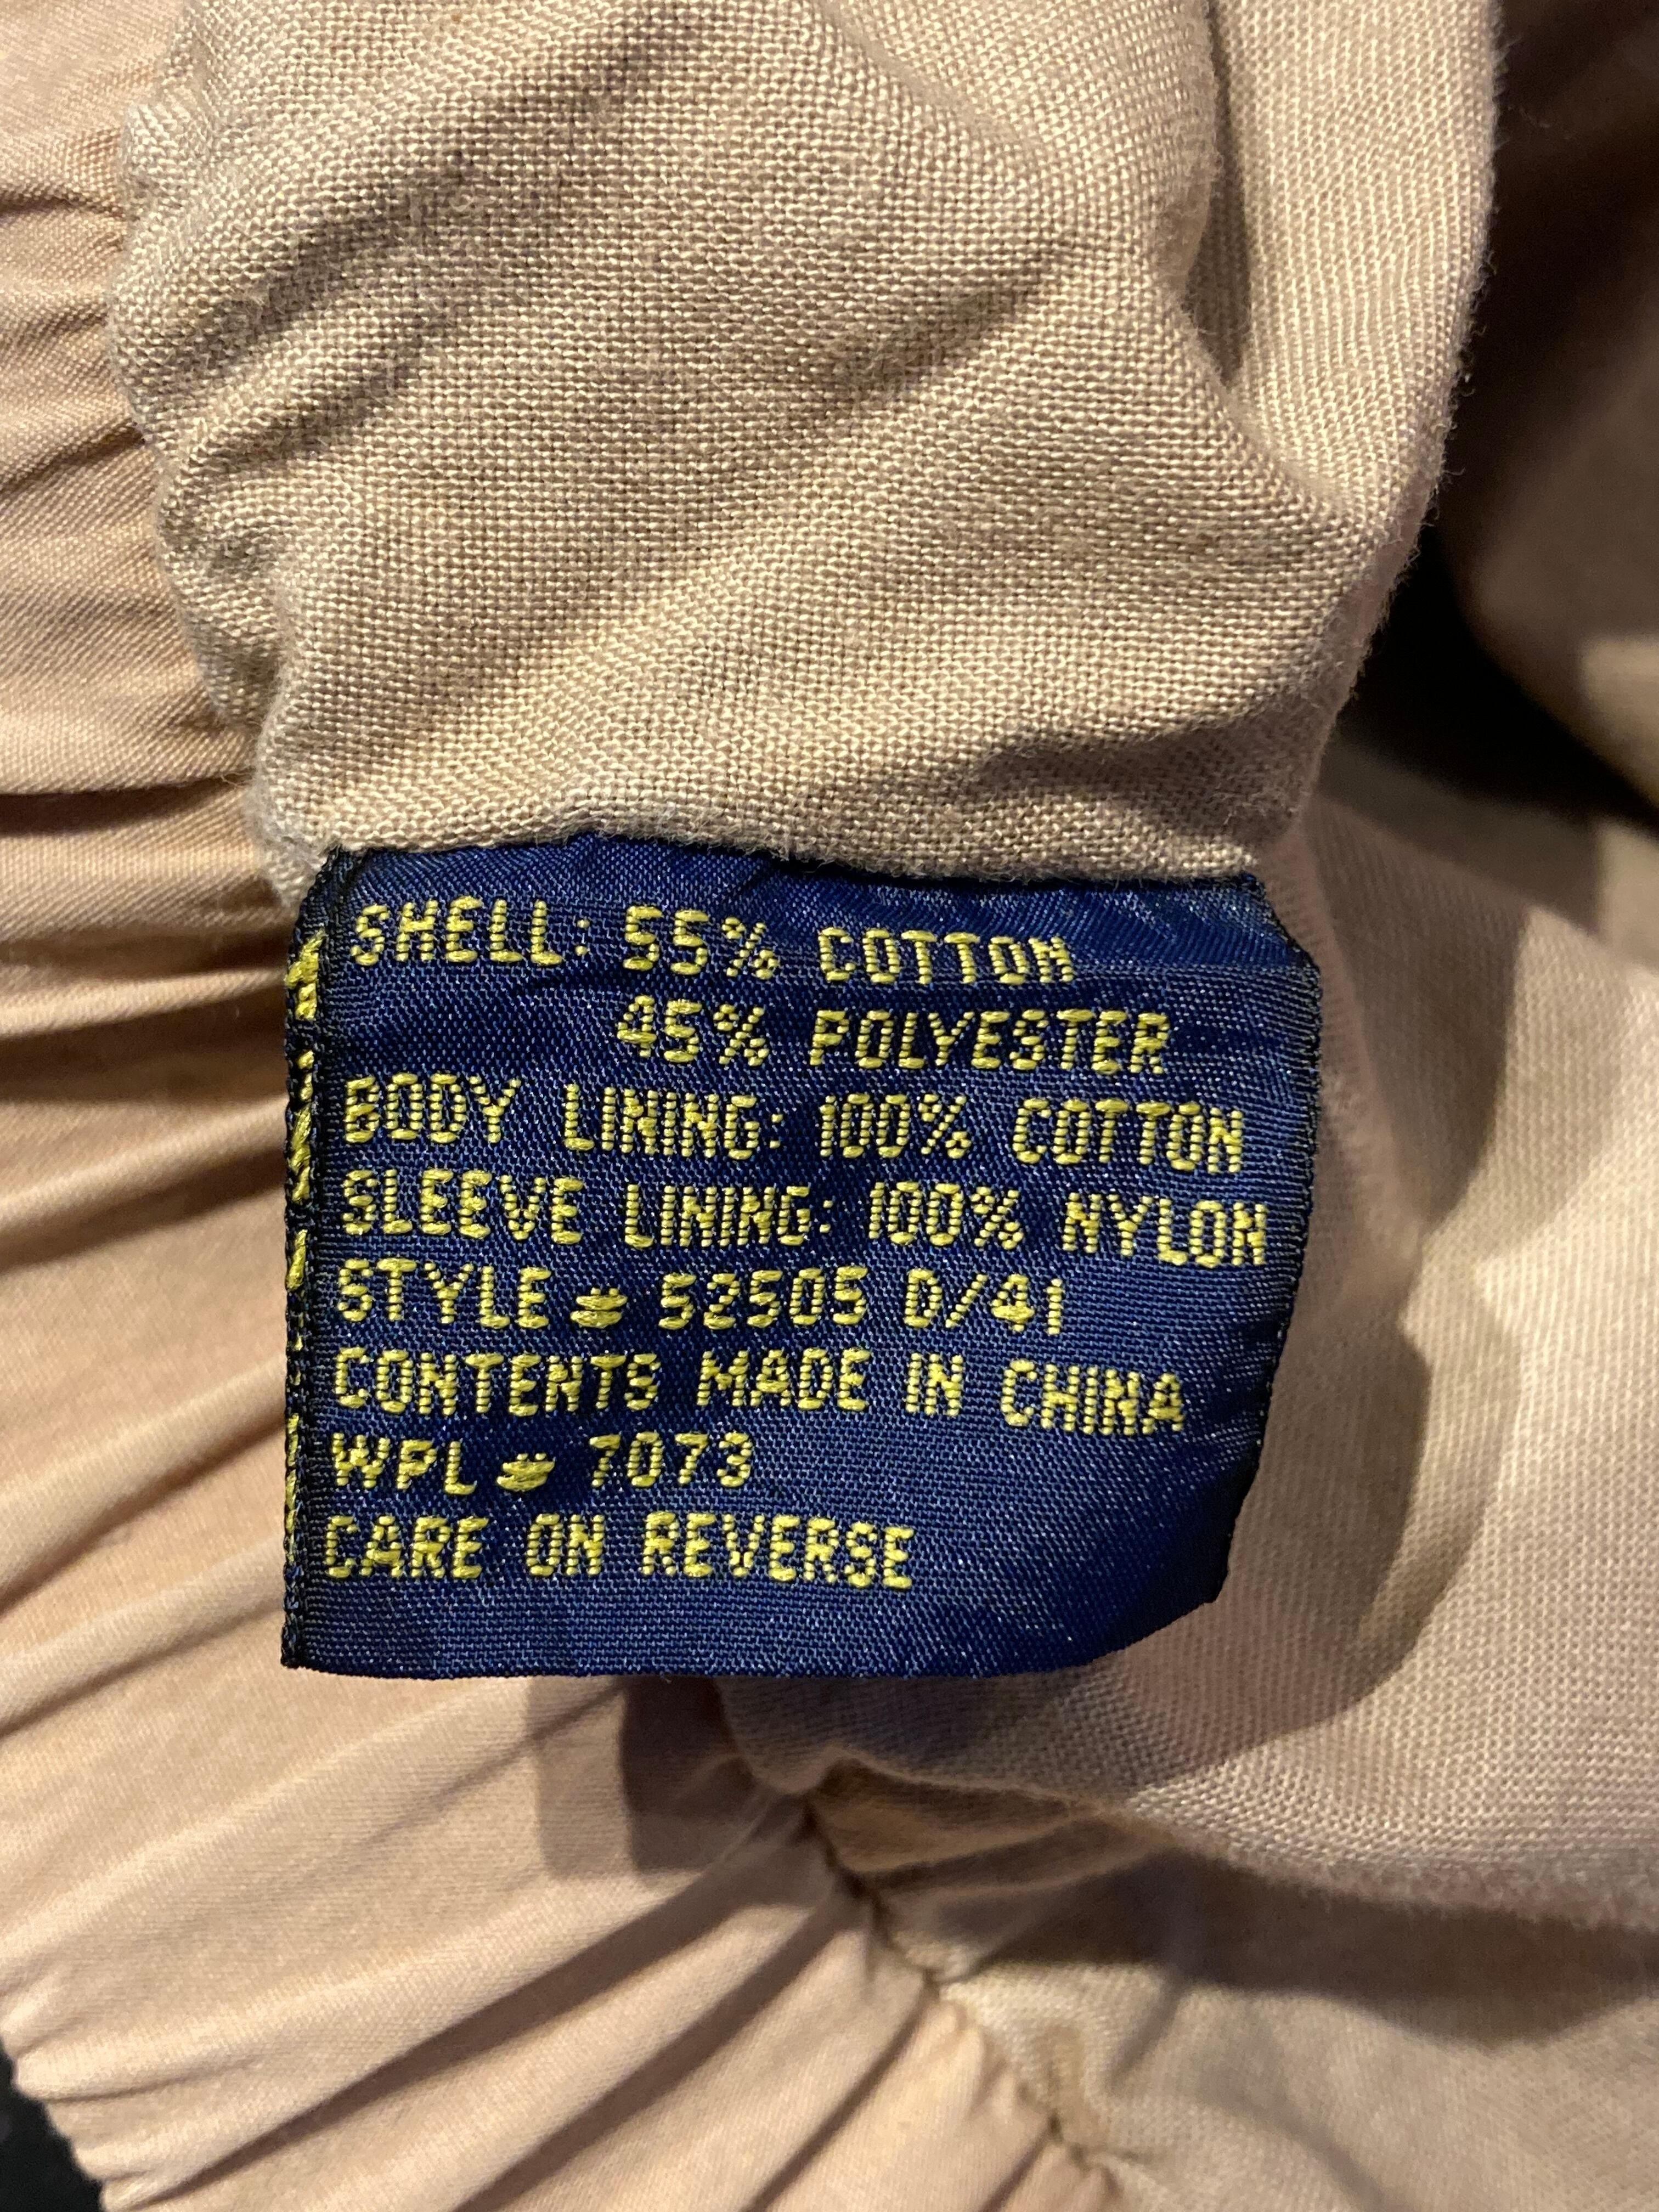 SHELL: 55% COTTON
45% POLYESTER
BODY LINING: 100% COTTON
SLEEVE LINING: 100% NYLON
STYLE # 52505 D/41
CONTENTS MADE IN CHINA
WPL # 7073
CARE ON REVERSE